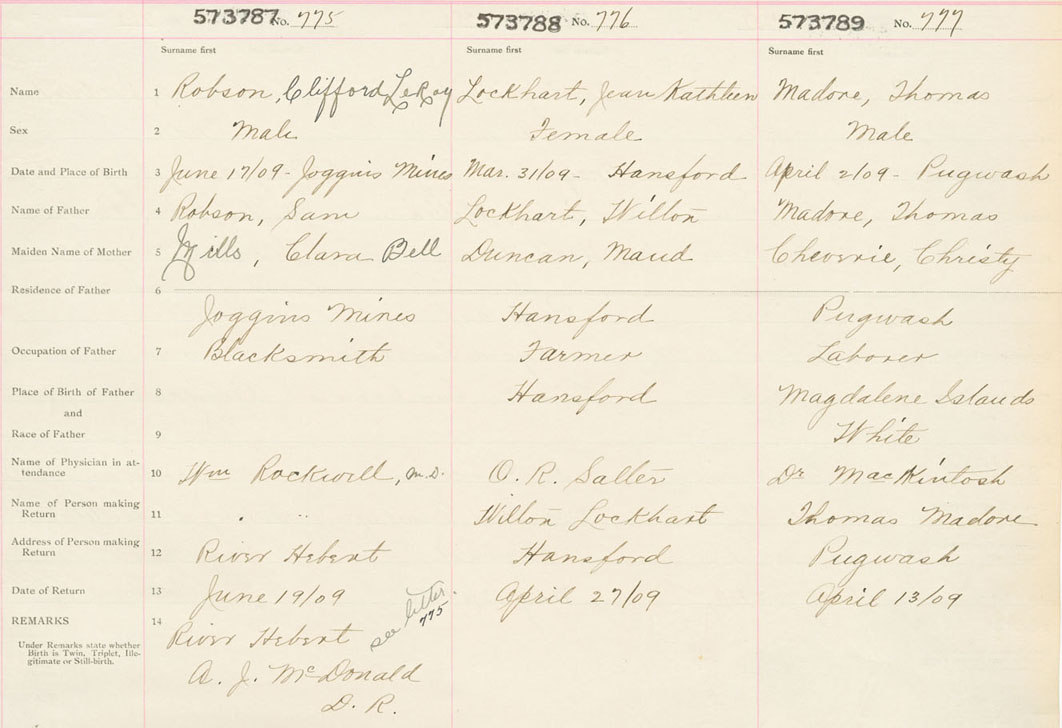 573787 No. 775 573788 No. 776 573789 No. 777
Surname first Surname first Surname first
Name 1 Robson, Clifford LeRoy Lockhart, Jean Kathleen Madore, Thomas
Sex 2 Male Female Male
Date and Place of Birth 3 June 17/09 - Joggins Mines Mar. 31/09 - Hansford April 2/09 - Pugwash
Name of Father 4 Robson, Sam Lockhart, Willon Madore, Thomas
Maiden Name of Mother 5 Mills, Clara Bell Duncan, Maud Cheverie, Christy
Residence of Father 6
Joggins Mines Hansford Pugwash
Occupation of Father 7 Blacksmith Farmer Laborer
Place of Birth of Father 8 Hansford Magdalene Islands
and
Race of Father 9 White
Name of Physician in at-
tendance 10 Wm Rockwell, M.D. O. R. Salter Dr MacKintosh
Name of Person making
Return 11 " " Willon Lockhart Thomas Madore
Address of Person making
Return 12 River Hebert Hansford Pugwash
Date of Return 13 June 19/09 April 27/09 April 13/09
see letter
775
REMARKS 14
River Hebert
Under Remarks state whether
Birth is Twin, Triplet, Ille-
gitimate or Still-birth.
A. J. McDonald
D. R.